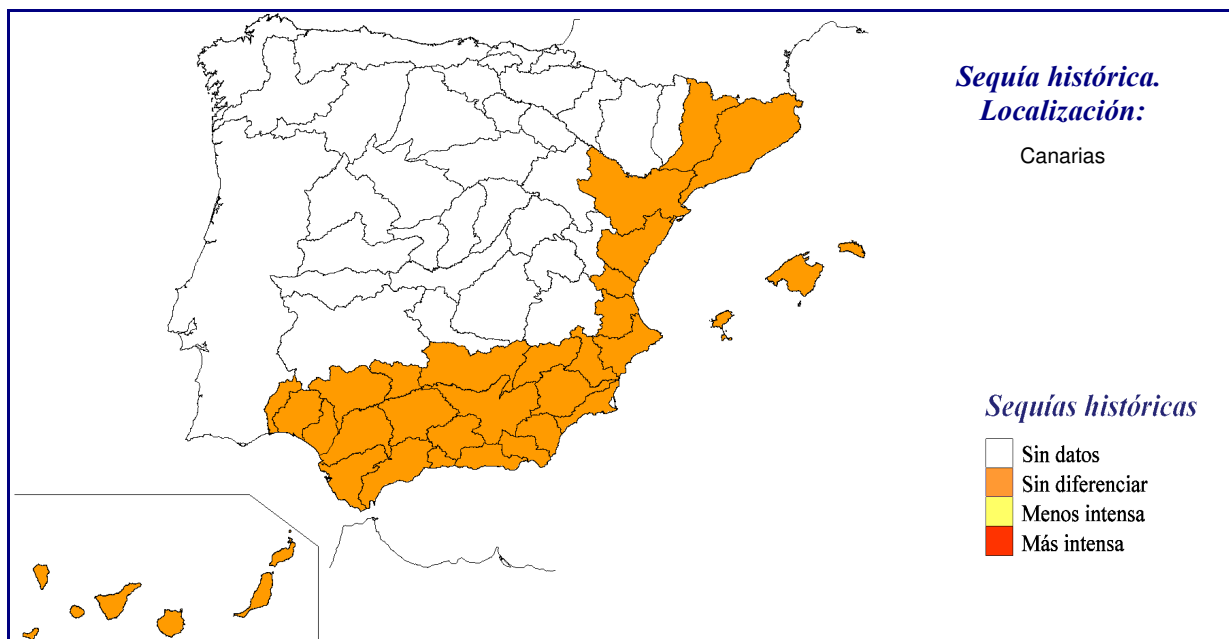 Sequía histórica.
Localización:
Canarias
Sequías históricas
Sin datos
Sin diferenciar
Menos intensa
Más intensa